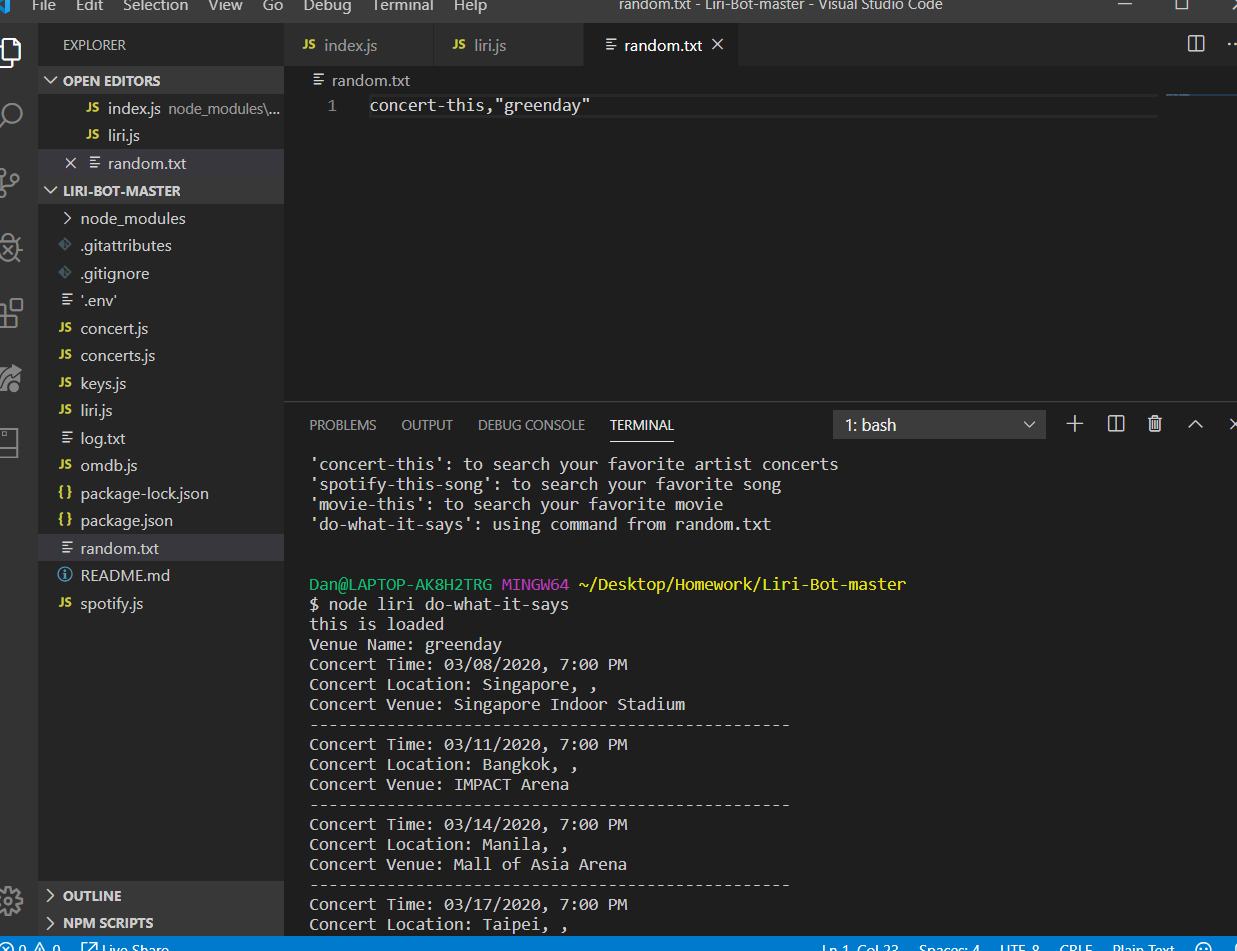 File Edit Selection View Go Debug Terminal Help random.txt - Liri-Bot-master - Visual Studio Code
EXPLORER
OPEN EDITORS
JS index.js node_modules\...
JS liri.js
random.txt
LIRI-BOT-MASTER
node_modules
.gitattributes
.gitignore
'.env'
JS concert.js
JS concerts.js
JS keys.js
JS liri.js
log.txt
JS omdb.js
{} package-lock.json
{} package.json
random.txt
README.md
JS spotify.js
OUTLINE
NPM SCRIPTS
JS index.js JS liri.js random.txt
random.txt
1 concert-this,"greenday"
PROBLEMS OUTPUT DEBUG CONSOLE TERMINAL 1: bash
'concert-this': to search your favorite artist concerts
'spotify-this-song': to search your favorite song
'movie-this': to search your favorite movie
'do-what-it-says': using command from random.txt
Dan@LAPTOP-AK8H2TRG MINGW64 ~/Desktop/Homework/Liri-Bot-master
$ node liri do-what-it-says
this is loaded
Venue Name: greenday
Concert Time: 03/08/2020, 7:00 PM
Concert Location: Singapore, ,
Concert Venue: Singapore Indoor Stadium
--------------------------------------------------
Concert Time: 03/11/2020, 7:00 PM
Concert Location: Bangkok, ,
Concert Venue: IMPACT Arena
--------------------------------------------------
Concert Time: 03/14/2020, 7:00 PM
Concert Location: Manila, ,
Concert Venue: Mall of Asia Arena
--------------------------------------------------
Concert Time: 03/17/2020, 7:00 PM
Concert Location: Taipei, ,
0 0 Live Share Ln 1, Col 23 Spaces: 4 UTF-8 CRLF Plain Text